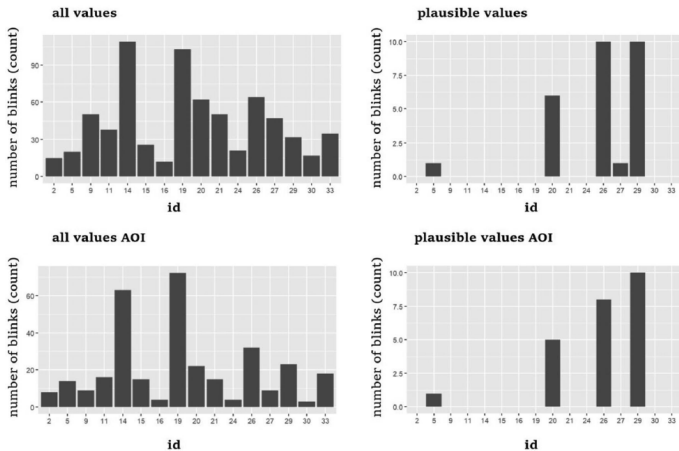 all values
number of blinks (count)
90
60
30
0
2 5 9 11 14 15 16 19 20 21 24 26 27 29 30 33
id
plausible values
number of blinks (count)
10.0
7.5
5.0
2.5
0.0
2 5 9 11 14 15 16 19 20 21 24 26 27 29 30 33
id
all values AOI
number of blinks (count)
60
40
20
0
2 5 9 11 14 15 16 19 20 21 24 26 27 29 30 33
id
plausible values AOI
number of blinks (count)
10.0
7.5
5.0
2.5
0.0
2 5 9 11 14 15 16 19 20 21 24 26 27 29 30 33
id